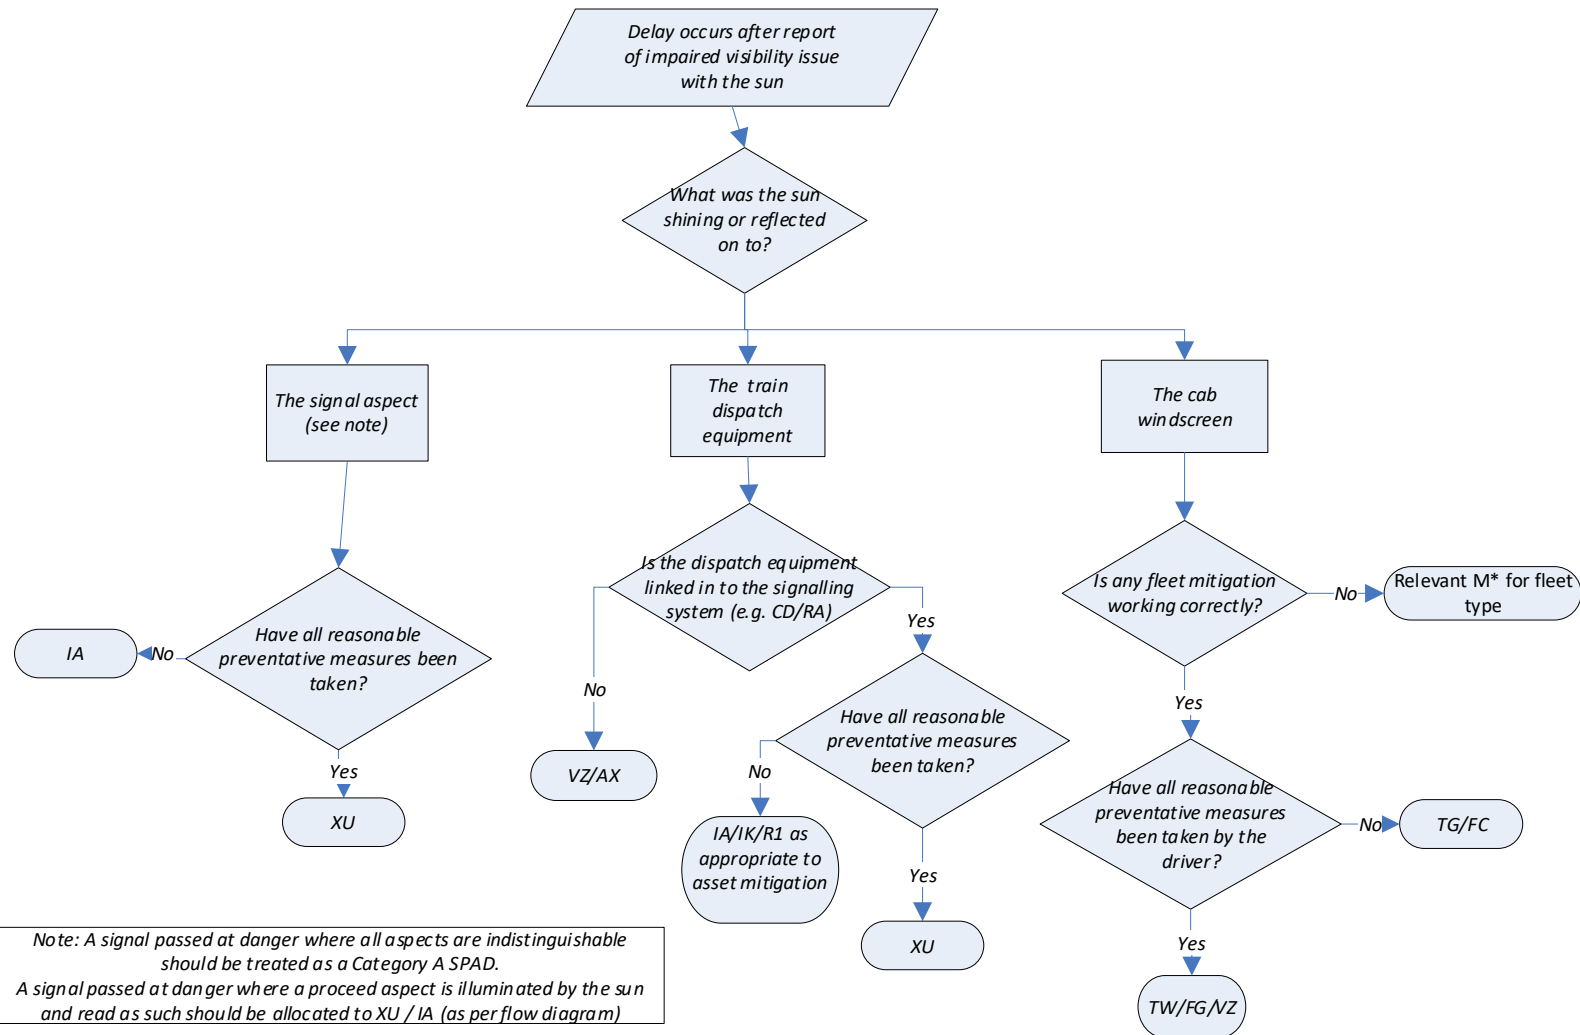 Delay occurs after report
of impaired visibility issue
with the sun
What was the sun
shining or reflected
on to?
The signal aspect
(see note)
The train
dispatch
equipment
The cab
windscreen
Is the dispatch equipment
linked in to the signalling
system (e.g. CD/RA)
Is any fleet mitigation
working correctly?
No
Relevant M* for fleet
type
Have all reasonable
preventative measures been
taken?
No
IA
Yes
XU
No
VZ/AX
Yes
Have all reasonable
preventative measures
been taken?
No
IA/IK/R1 as
appropriate to
asset mitigation
Yes
XU
Yes
Have all reasonable
preventative measures
been taken by the
driver?
No
TG/FC
Yes
TW/FG/VZ
Note: A signal passed at danger where all aspects are indistinguishable
should be treated as a Category A SPAD.
A signal passed at danger where a proceed aspect is illuminated by the sun
and read as such should be allocated to XU / IA (as per flow diagram)